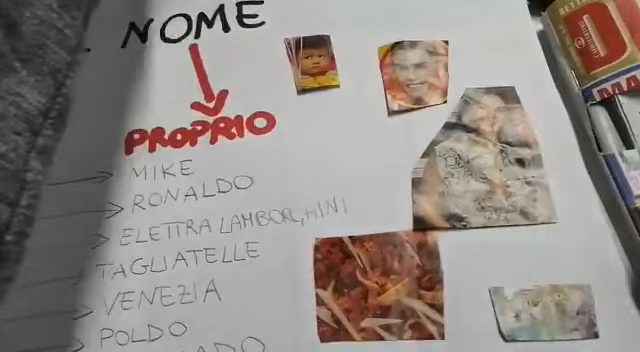 NOME
PROPRIO
MIKE
RONALDO
ELETTRA LAMBORGHINI
TAGLIATELLE
VENEZIA
POLDO